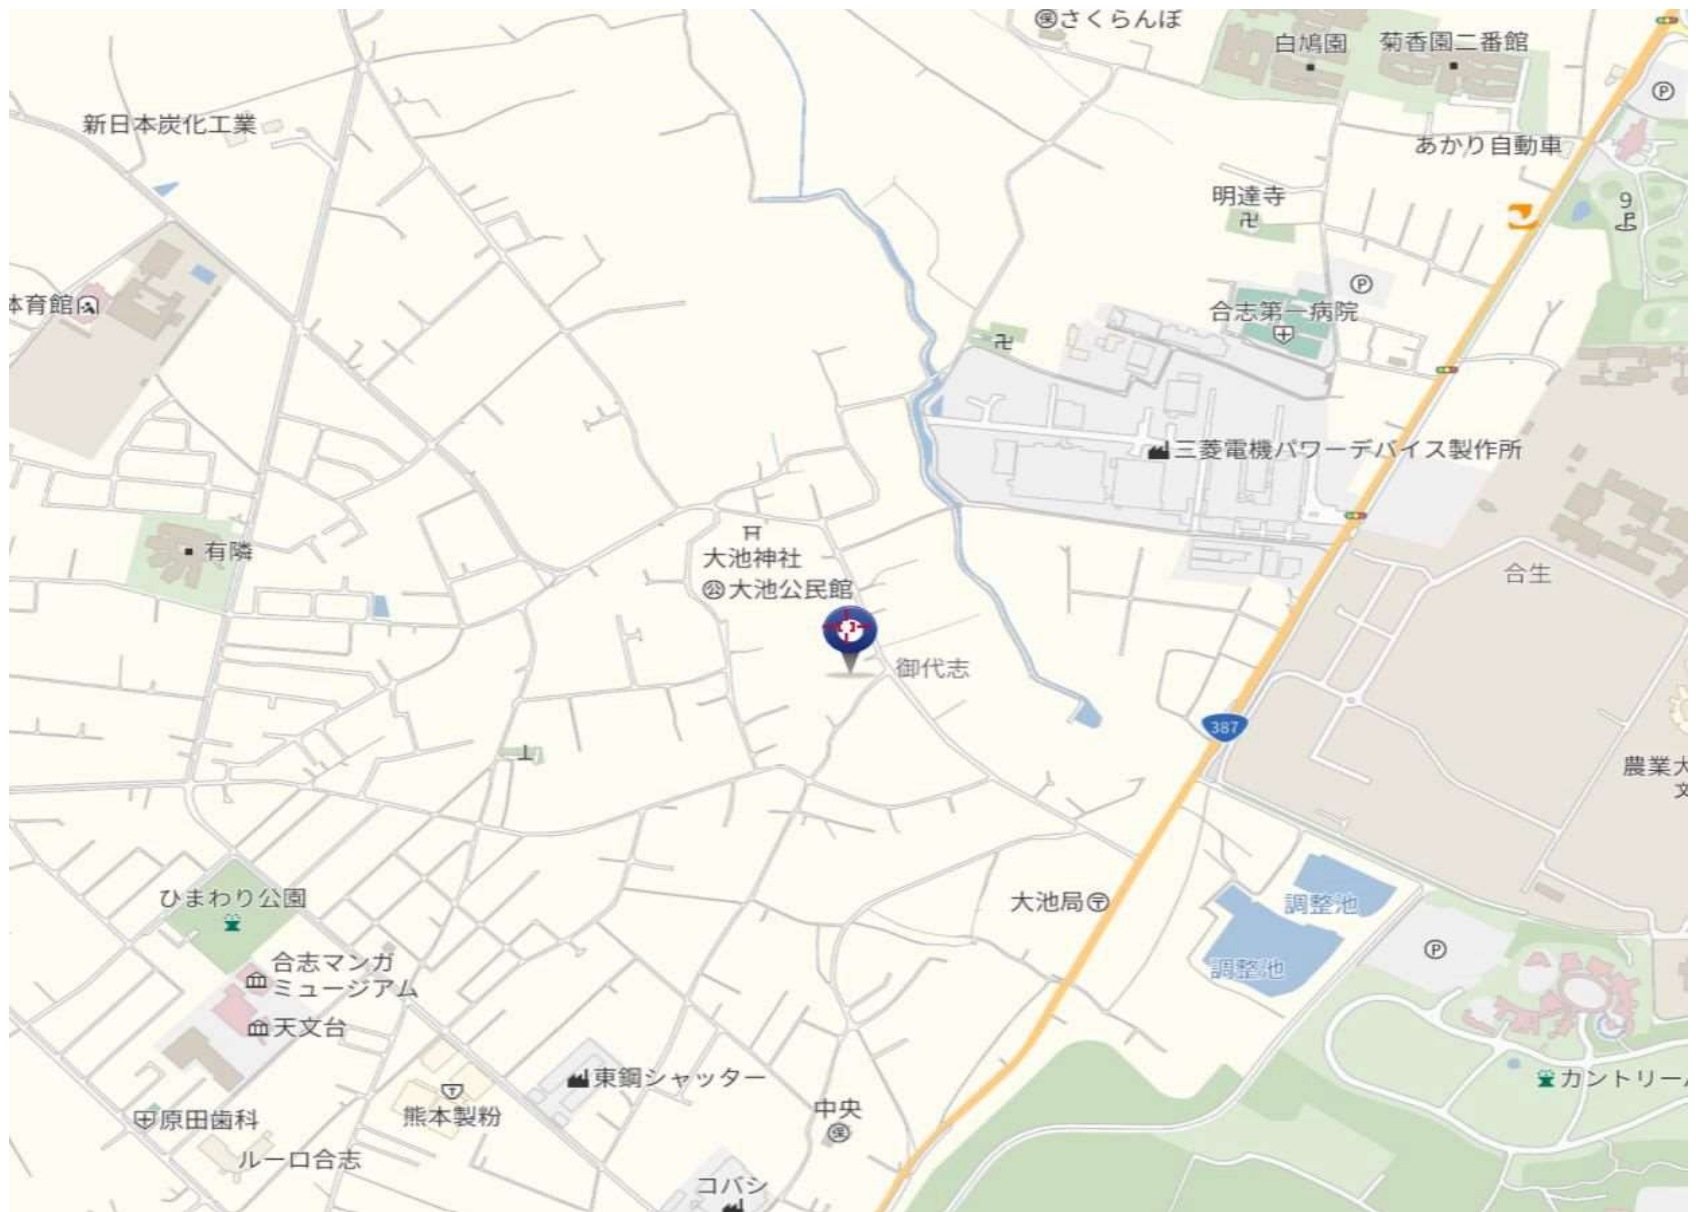 ㋭さくらんぼ
白鳩園
菊香園二番館
P
新日本炭化工業
あかり自動車
明達寺
9
P
体育館
合志第一病院
三菱電機パワーデバイス製作所
有隣
大池神社
公大池公民館
合生
御代志
387
農業大
文
ひまわり公園
大池局
調整池
調整池
P
合志マンガ
ミュージアム
天文台
東鋼シャッター
カントリー
熊本製粉
中央
保
原田歯科
ルーロ合志
コバシ